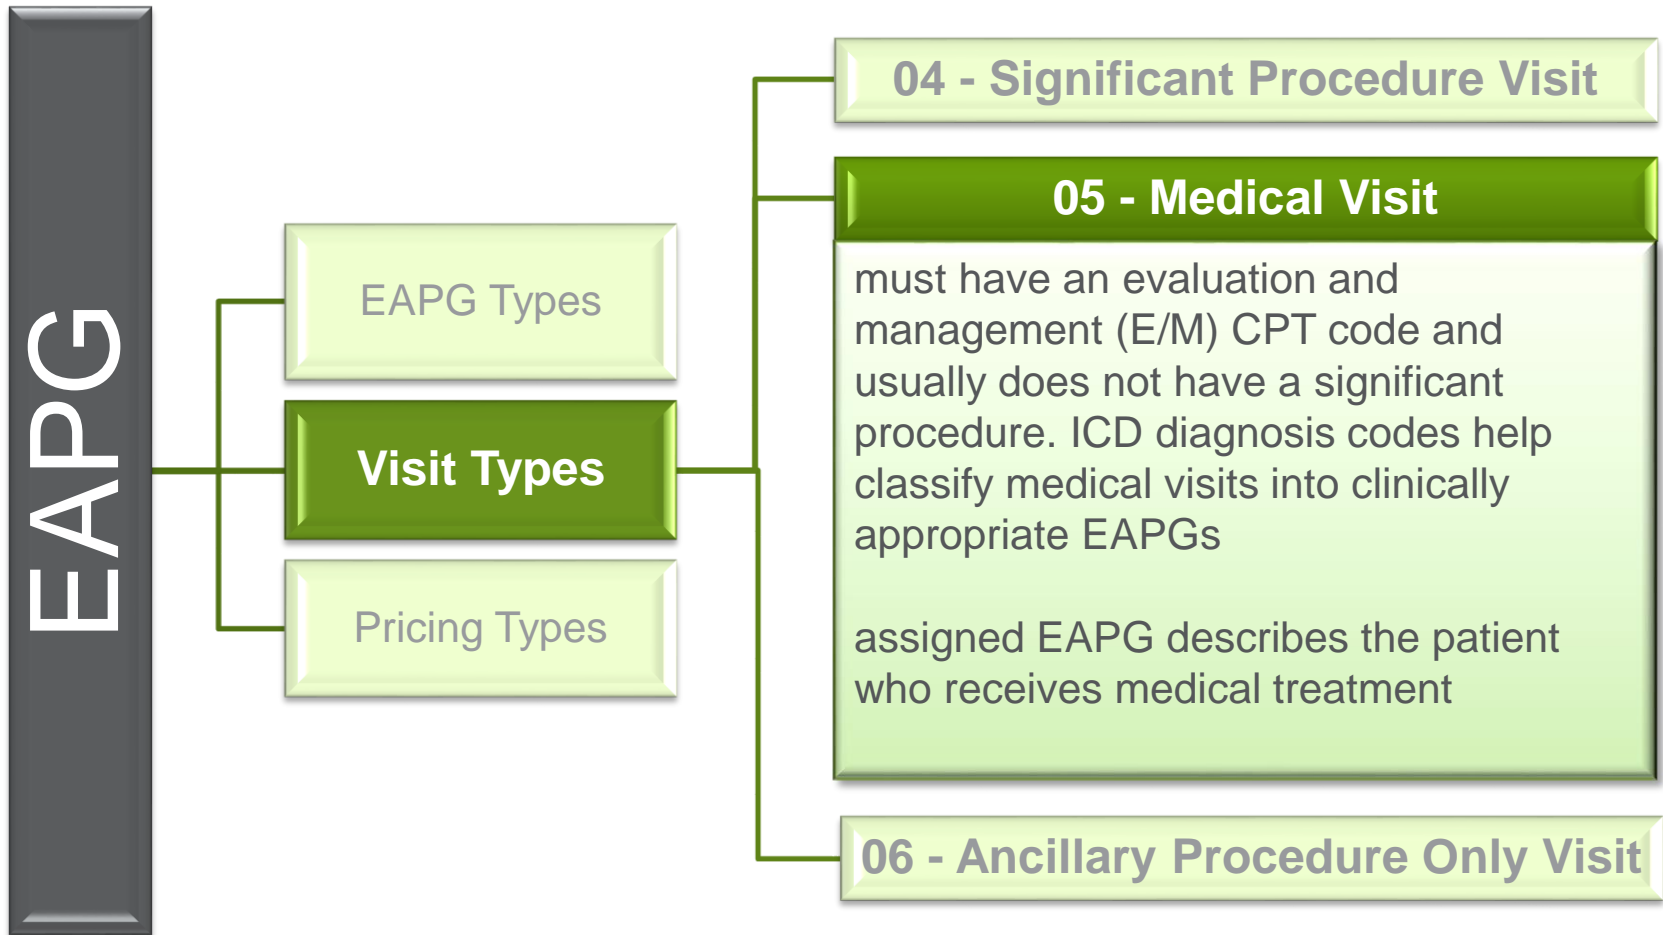 EAPG
EAPG Types
Visit Types
Pricing Types
04 - Significant Procedure Visit
05 - Medical Visit
must have an evaluation and
management (E/M) CPT code and
usually does not have a significant
procedure. ICD diagnosis codes help
classify medical visits into clinically
appropriate EAPGs
assigned EAPG describes the patient
who receives medical treatment
06 - Ancillary Procedure Only Visit